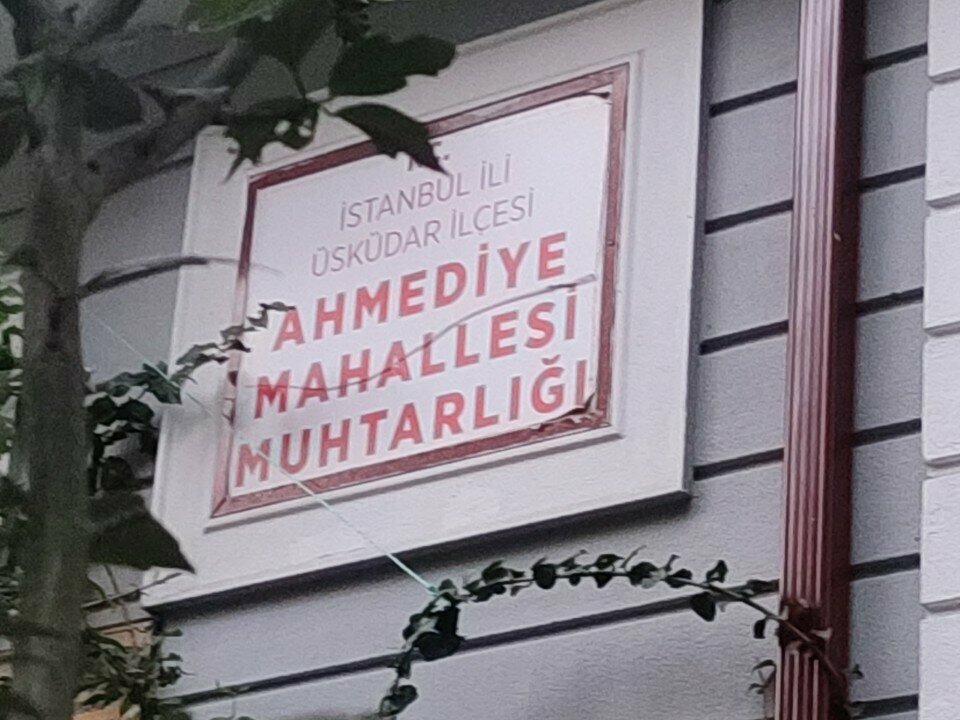 İSTANBUL İLİ
ÜSKÜDAR İLÇESİ
AHMEDİYE
MAHALLESİ
MUHTARLIĞI